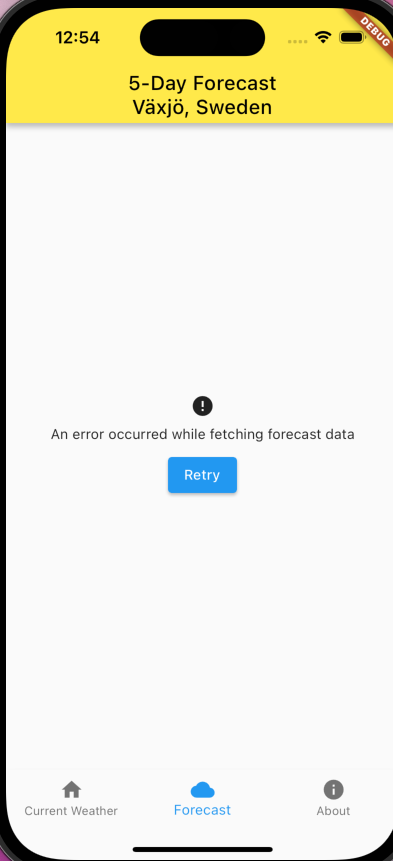 12:54
DEBUG
5-Day Forecast
Växjö, Sweden
An error occurred while fetching forecast data
Retry
Current Weather
Forecast
About